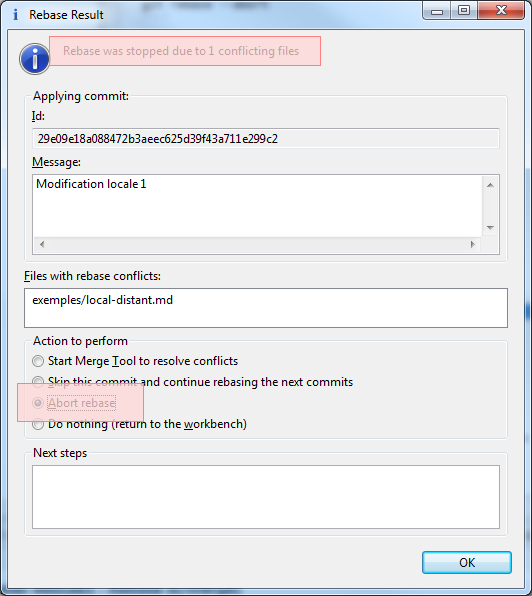 Rebase Result
Rebase was stopped due to 1 conflicting files
Applying commit:
Id:
29e09e18a088472b3aeec625d39f43a711e299c2
Message:
Modification locale 1
Files with rebase conflicts:
exemples/local-distant.md
Action to perform
Start Merge Tool to resolve conflicts
Skip this commit and continue rebasing the next commits
Abort rebase
Do nothing (return to the workbench)
Next steps
OK